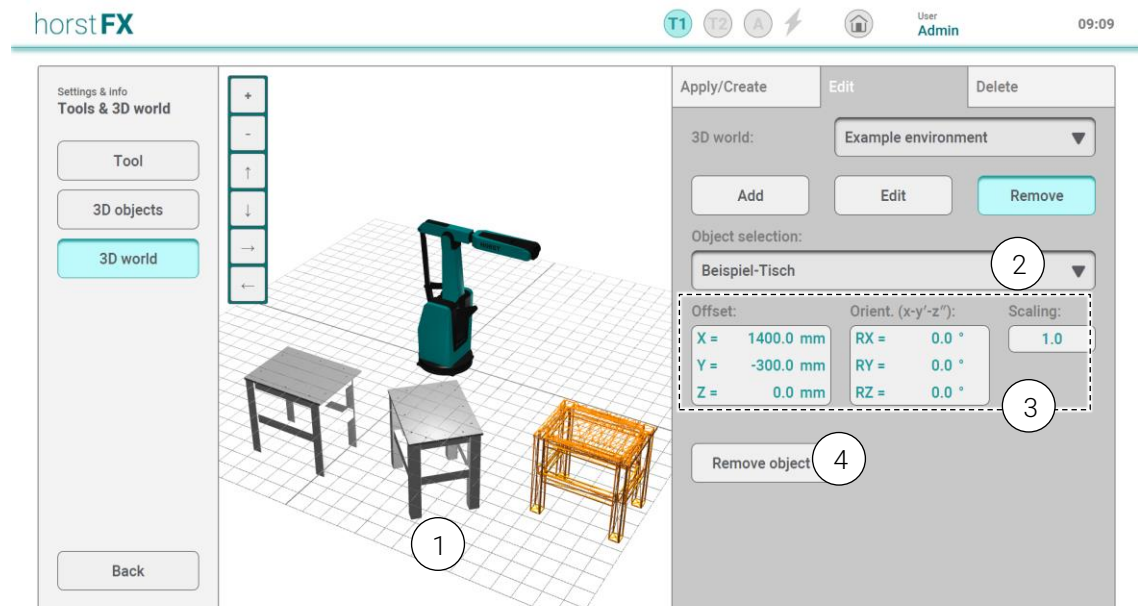 horstFX
T1 T2 A
User
Admin
09:09
Settings & info
Tools & 3D world
Tool
3D objects
3D world
Back
+
-
↑
↓
→
←
HORST
1
Apply/Create Edit Delete
3D world: Example environment
Add Edit Remove
Object selection:
Beispiel-Tisch
2
Offset: Orient. (x-y′-z″): Scaling:
X = 1400.0 mm RX = 0.0 ° 1.0
Y = -300.0 mm RY = 0.0 °
Z = 0.0 mm RZ = 0.0 °
3
Remove object
4